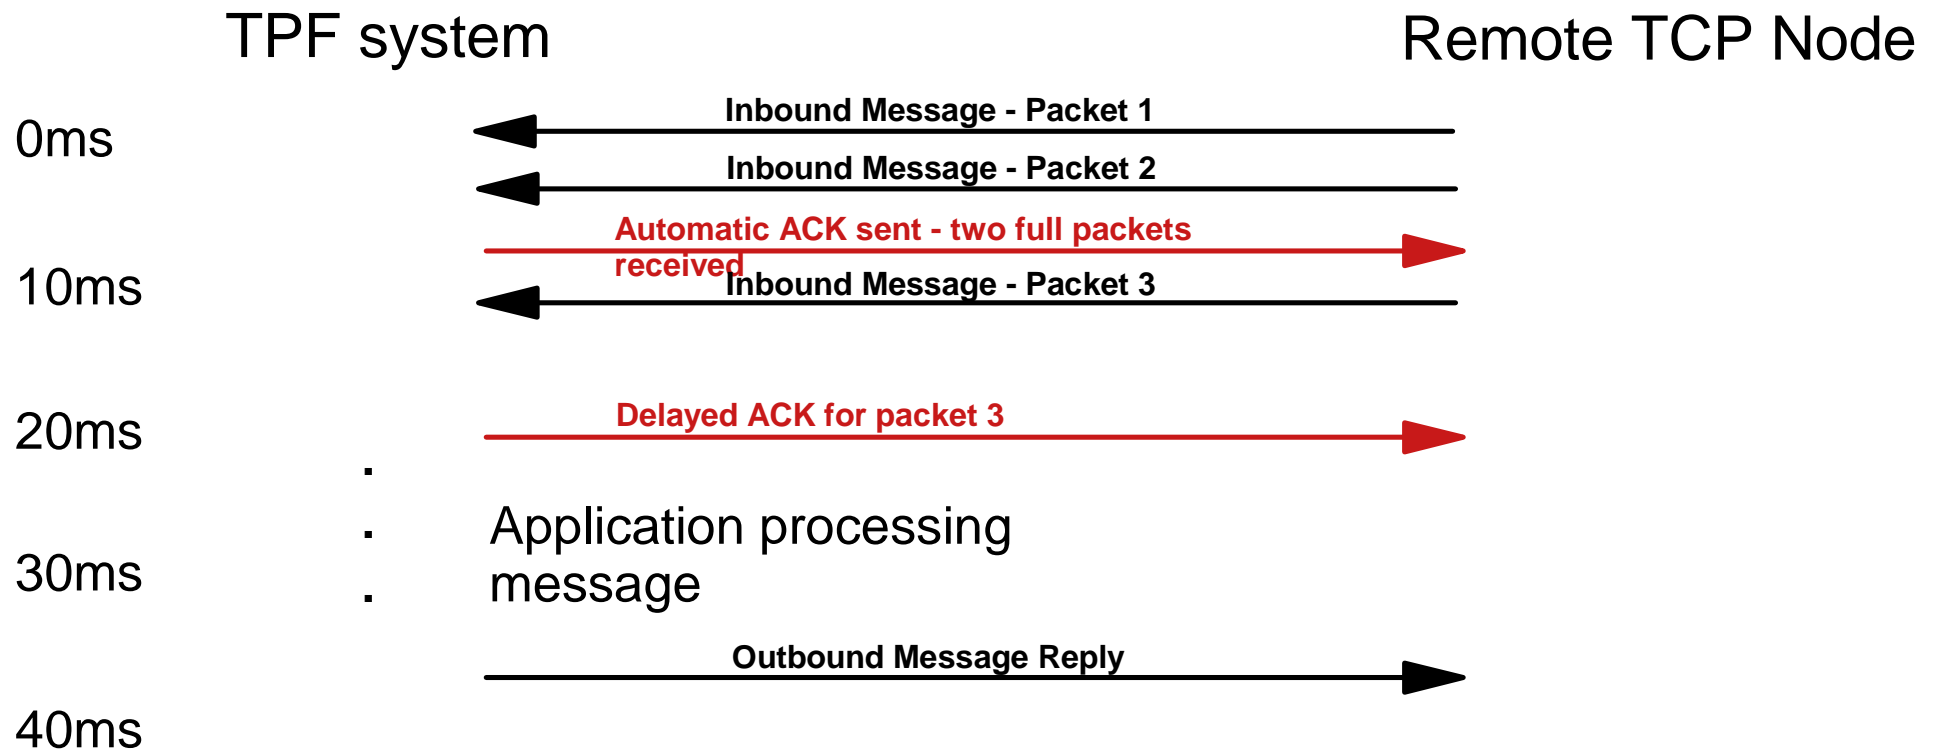 TPF system
Remote TCP Node
Inbound Message - Packet 1
0ms
Inbound Message - Packet 2
Automatic ACK sent - two full packets
received
10ms
Inbound Message - Packet 3
20ms
Delayed ACK for packet 3
.
.
Application processing
30ms
message
.
Outbound Message Reply
40ms